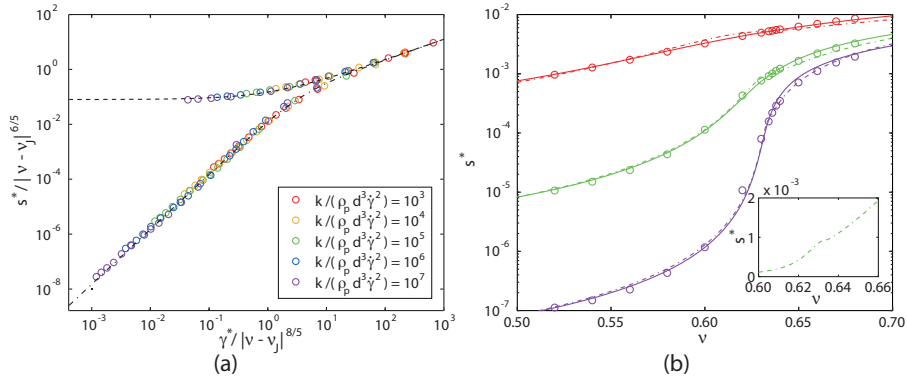 10^2
10^0
10^-2
10^-4
10^-6
10^-8
s^*/|ν - ν_J|^6/5
10^-3
10^-2
10^-1
10^0
10^1
10^2
10^3
γ̇^*/|ν - ν_J|^8/5
k/(ρ_p d^3 γ̇^2) = 10^3
k/(ρ_p d^3 γ̇^2) = 10^4
k/(ρ_p d^3 γ̇^2) = 10^5
k/(ρ_p d^3 γ̇^2) = 10^6
k/(ρ_p d^3 γ̇^2) = 10^7
(a)
10^-2
10^-3
10^-4
10^-5
10^-6
10^-7
s^*
0.50
0.55
0.60
0.65
0.70
ν
2 x 10^-3
1
0
s^*
0.60
0.62
0.64
0.66
ν
(b)